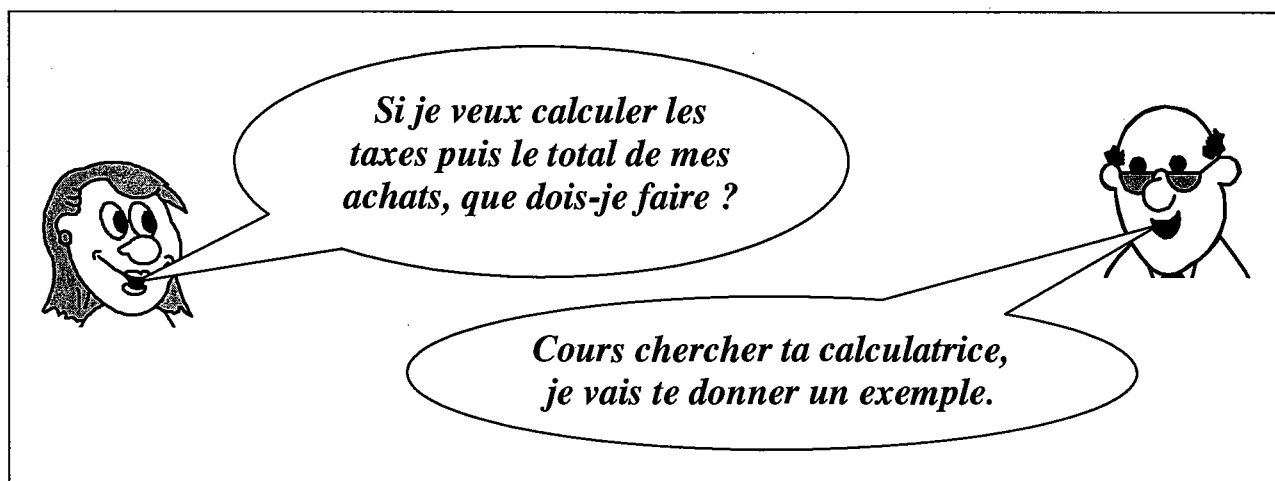 Si je veux calculer les
taxes puis le total de mes
achats, que dois-je faire ?
Cours chercher ta calculatrice,
je vais te donner un exemple.